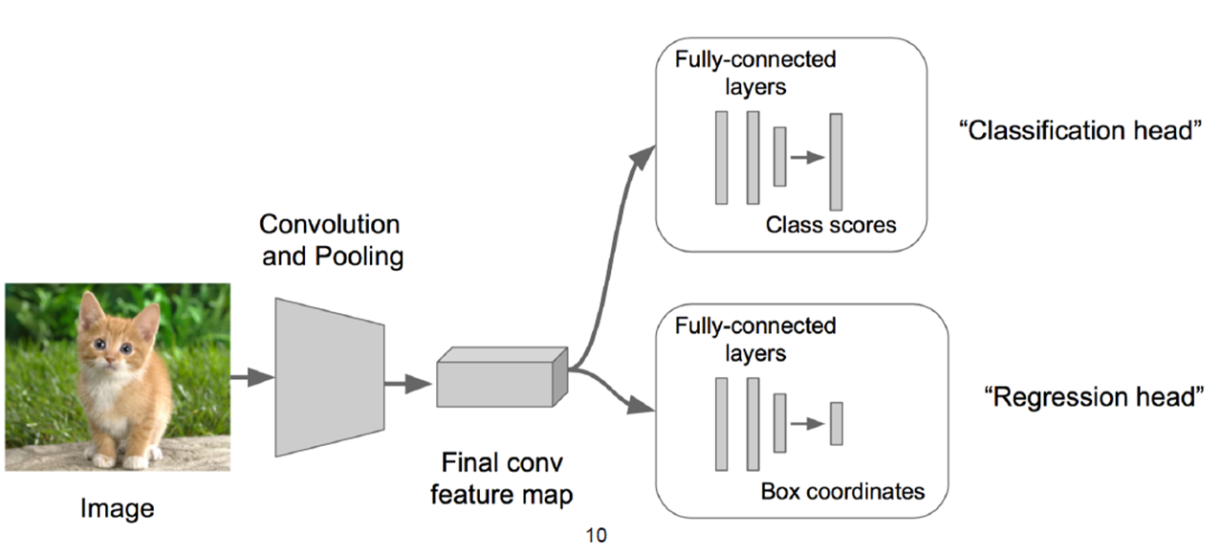 Image
Convolution
and Pooling
Final conv
feature map
Fully-connected
layers
Class scores
“Classification head”
Fully-connected
layers
Box coordinates
“Regression head”
10